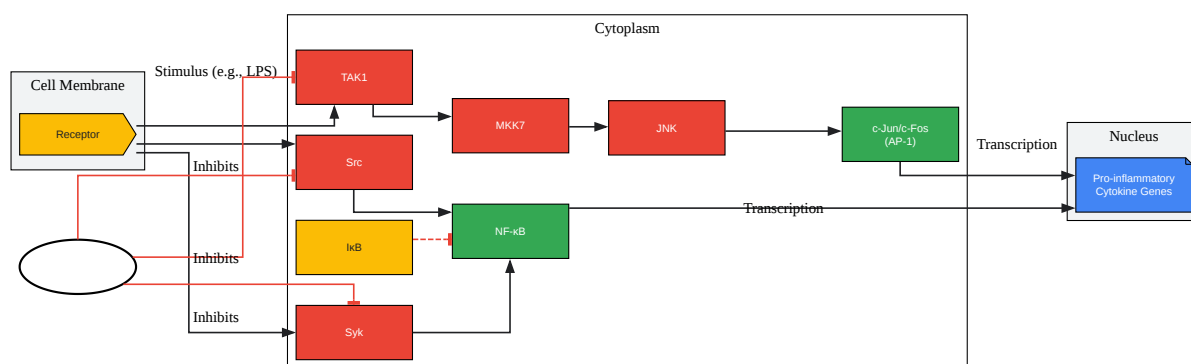 Cytoplasm
Stimulus (e.g., LPS)
Cell Membrane
Receptor
TAK1
MKK7
JNK
c-Jun/c-Fos
(AP-1)
Nucleus
Transcription
Pro-inflammatory
Cytokine Genes
Src
Inhibits
Transcription
NF-κB
IκB
Inhibits
Inhibits
Syk